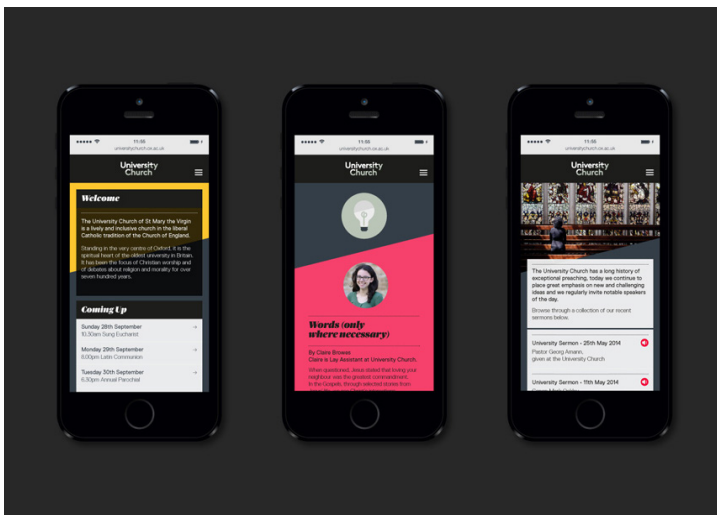 11:55
universitychurch.ox.ac.uk
University
Church
Welcome
The University Church of St Mary the Virgin
is a lively and inclusive church in the liberal
Catholic tradition of the Church of England.
Standing in the very centre of Oxford, it is the
spiritual heart of the oldest university in Britain.
It has been the focus of Christian worship and
of debates about religion and morality for over
seven hundred years.
Coming Up
Sunday 28th September
10.30am Sung Eucharist
Monday 29th September
6.00pm Latin Communion
Tuesday 30th September
6.30pm Annual Parochial
11:55
universitychurch.ox.ac.uk
University
Church
Words (only
where necessary)
By Claire Browes
Claire is Lay Assistant at University Church.
When questioned, Jesus stated that loving your
neighbour was the greatest commandment.
In the Gospels, through selected stories from
11:55
universitychurch.ox.ac.uk
University
Church
The University Church has a long history of
exceptional preaching, today we continue to
place great emphasis on new and challenging
ideas and we regularly invite notable speakers
of the day.
Browse through a collection of our recent
sermons below.
University Sermon - 25th May 2014
Pastor Georg Amann,
given at the University Church
University Sermon - 11th May 2014